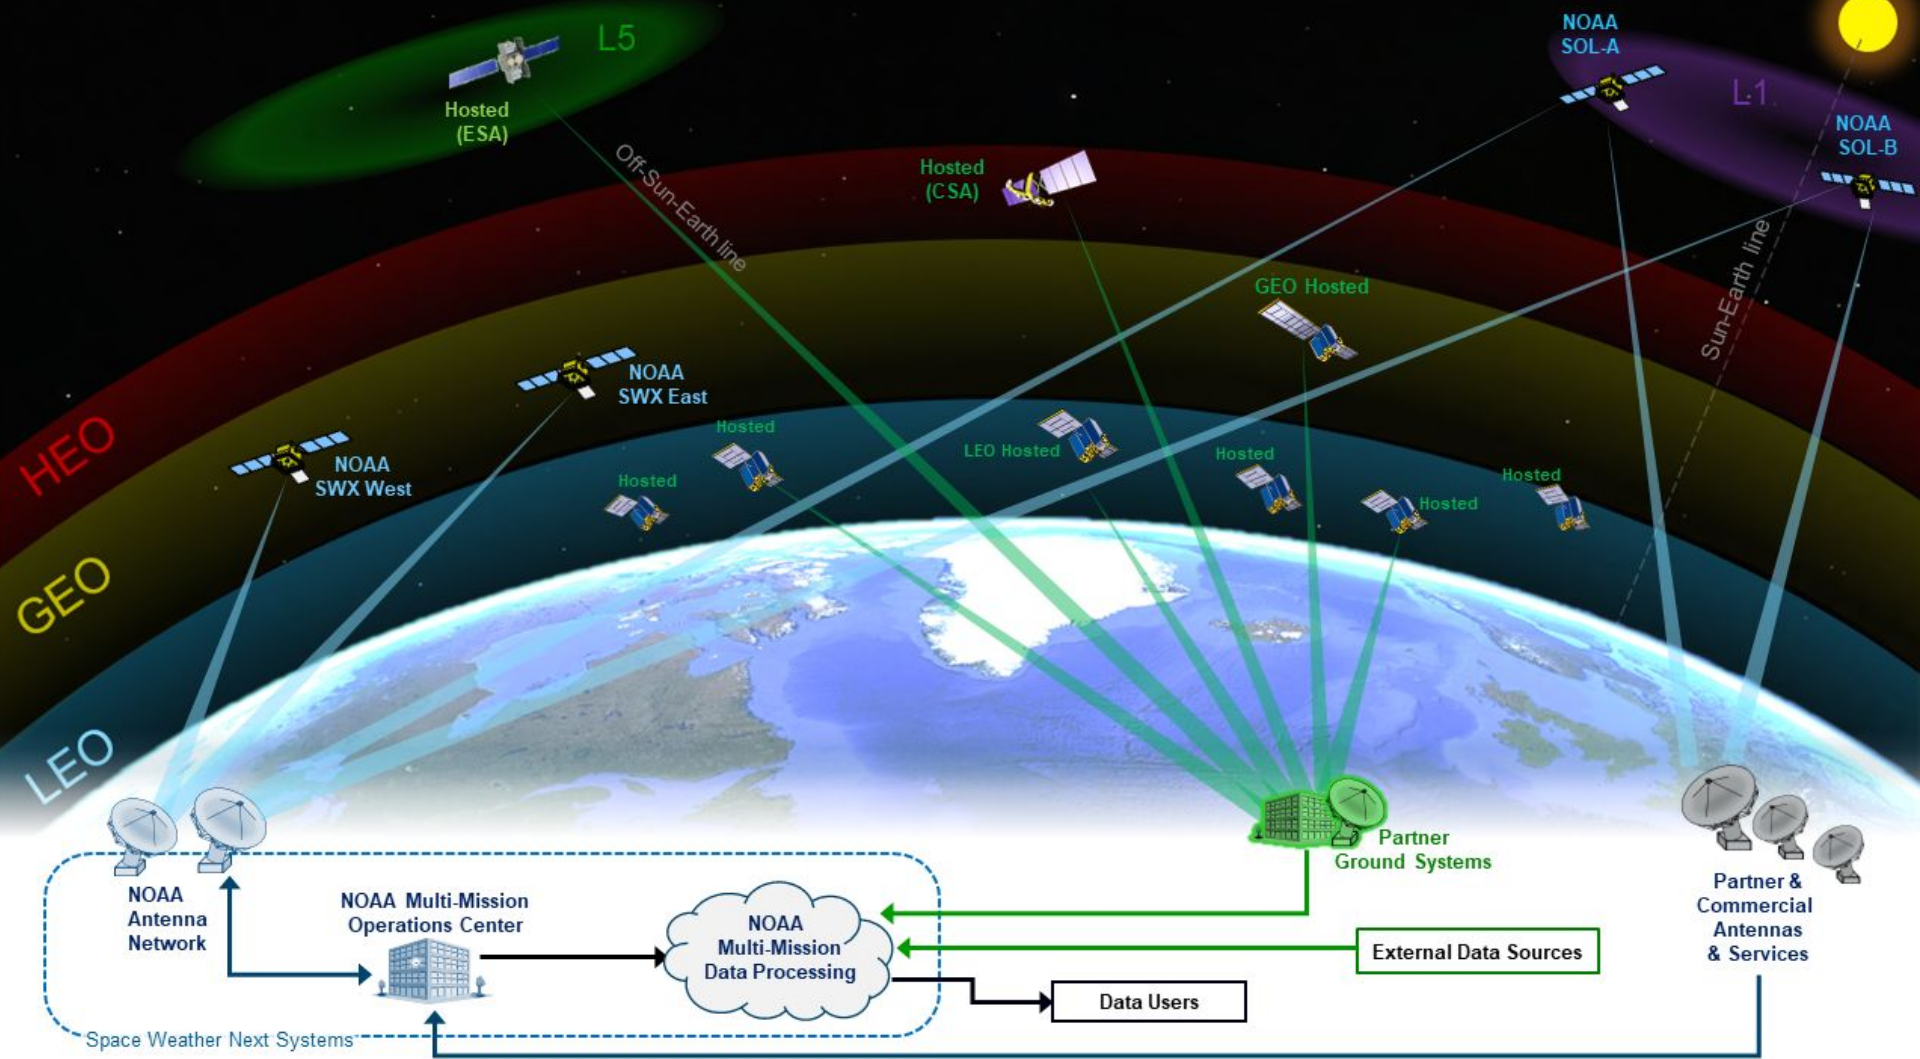 NOAA
SOL-A
L5
L1
Hosted
(ESA)
NOAA
SOL-B
Off-Sun-Earth line
Hosted
(CSA)
Sun-Earth line
GEO Hosted
NOAA
SWX East
HEO
Hosted
LEO Hosted
Hosted
NOAA
SWX West
Hosted
Hosted
Hosted
GEO
LEO
Partner
Ground Systems
NOAA
Antenna
Network
NOAA Multi-Mission
Operations Center
NOAA
Multi-Mission
Data Processing
External Data Sources
Partner &
Commercial
Antennas
& Services
Data Users
Space Weather Next Systems